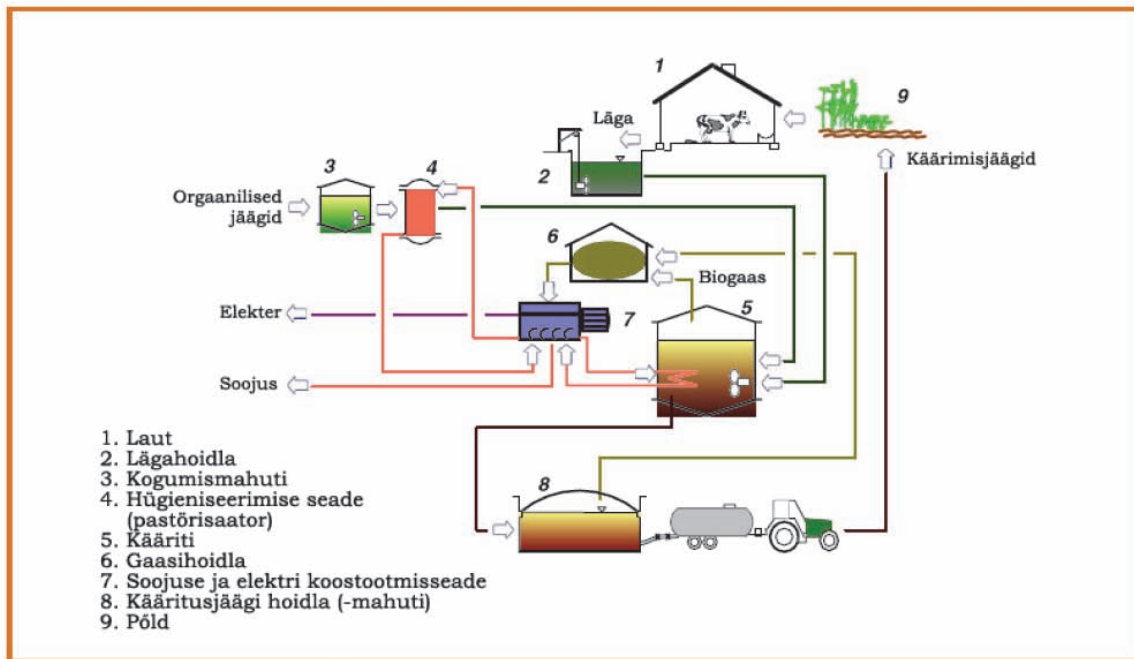 1
9
Läga
Käärimisjäägid
2
3
4
Orgaanilised
jäägid
6
Biogaas
5
Elekter
7
Soojus
8
1. Laut
2. Lägahoidla
3. Kogumismahuti
4. Hügieniseerimise seade
(pastörisaator)
5. Kääriti
6. Gaasihoidla
7. Soojuse ja elektri koostootmisseade
8. Kääritusjäägi hoidla (-mahuti)
9. Põld